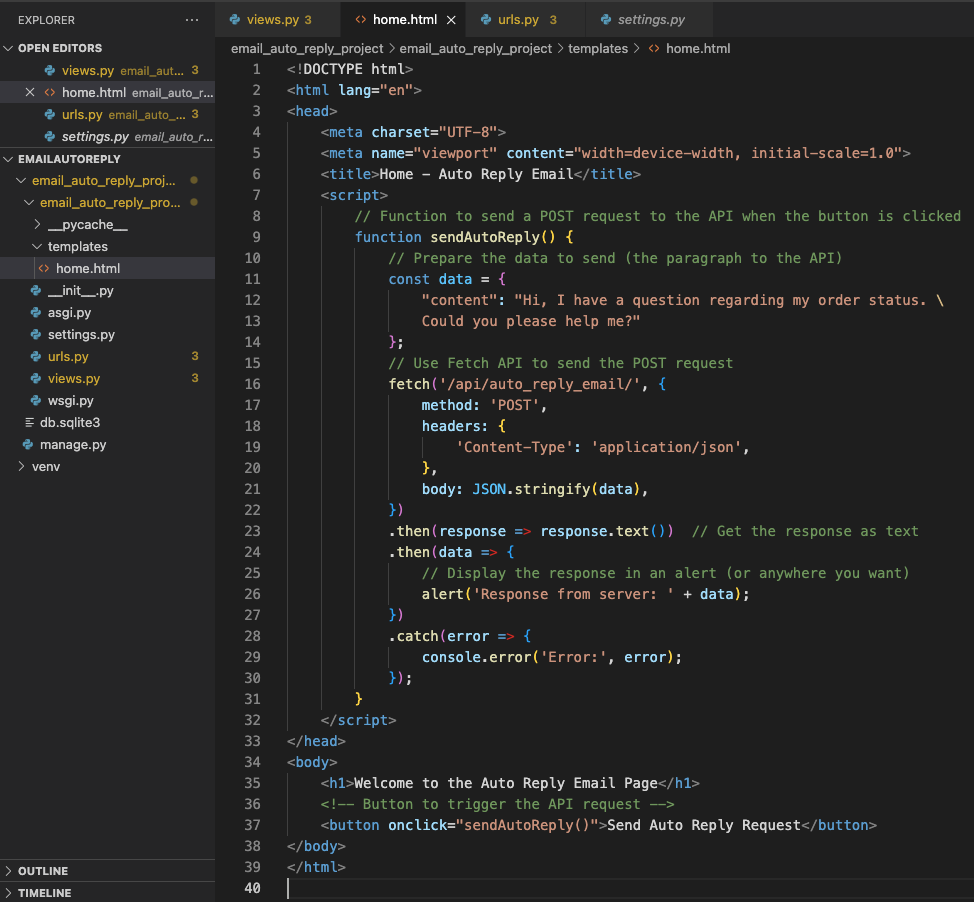 EXPLORER ...
OPEN EDITORS
views.py email_aut... 3
home.html email_auto_r...
urls.py email_auto_... 3
settings.py email_auto_r...
EMAILAUTOREPLY
email_auto_reply_proj...
email_auto_reply_pro...
__pycache__
templates
home.html
__init__.py
asgi.py
settings.py
urls.py 3
views.py 3
wsgi.py
db.sqlite3
manage.py
venv
OUTLINE
TIMELINE
views.py 3 home.html urls.py 3 settings.py
email_auto_reply_project > email_auto_reply_project > templates > home.html
1 <!DOCTYPE html>
2 <html lang="en">
3 <head>
4 <meta charset="UTF-8">
5 <meta name="viewport" content="width=device-width, initial-scale=1.0">
6 <title>Home - Auto Reply Email</title>
7 <script>
8 // Function to send a POST request to the API when the button is clicked
9 function sendAutoReply() {
10 // Prepare the data to send (the paragraph to the API)
11 const data = {
12 "content": "Hi, I have a question regarding my order status. \
13 Could you please help me?"
14 };
15 // Use Fetch API to send the POST request
16 fetch('/api/auto_reply_email/', {
17 method: 'POST',
18 headers: {
19 'Content-Type': 'application/json',
20 },
21 body: JSON.stringify(data),
22 })
23 .then(response => response.text()) // Get the response as text
24 .then(data => {
25 // Display the response in an alert (or anywhere you want)
26 alert('Response from server: ' + data);
27 })
28 .catch(error => {
29 console.error('Error:', error);
30 });
31 }
32 </script>
33 </head>
34 <body>
35 <h1>Welcome to the Auto Reply Email Page</h1>
36 <!-- Button to trigger the API request -->
37 <button onclick="sendAutoReply()">Send Auto Reply Request</button>
38 </body>
39 </html>
40